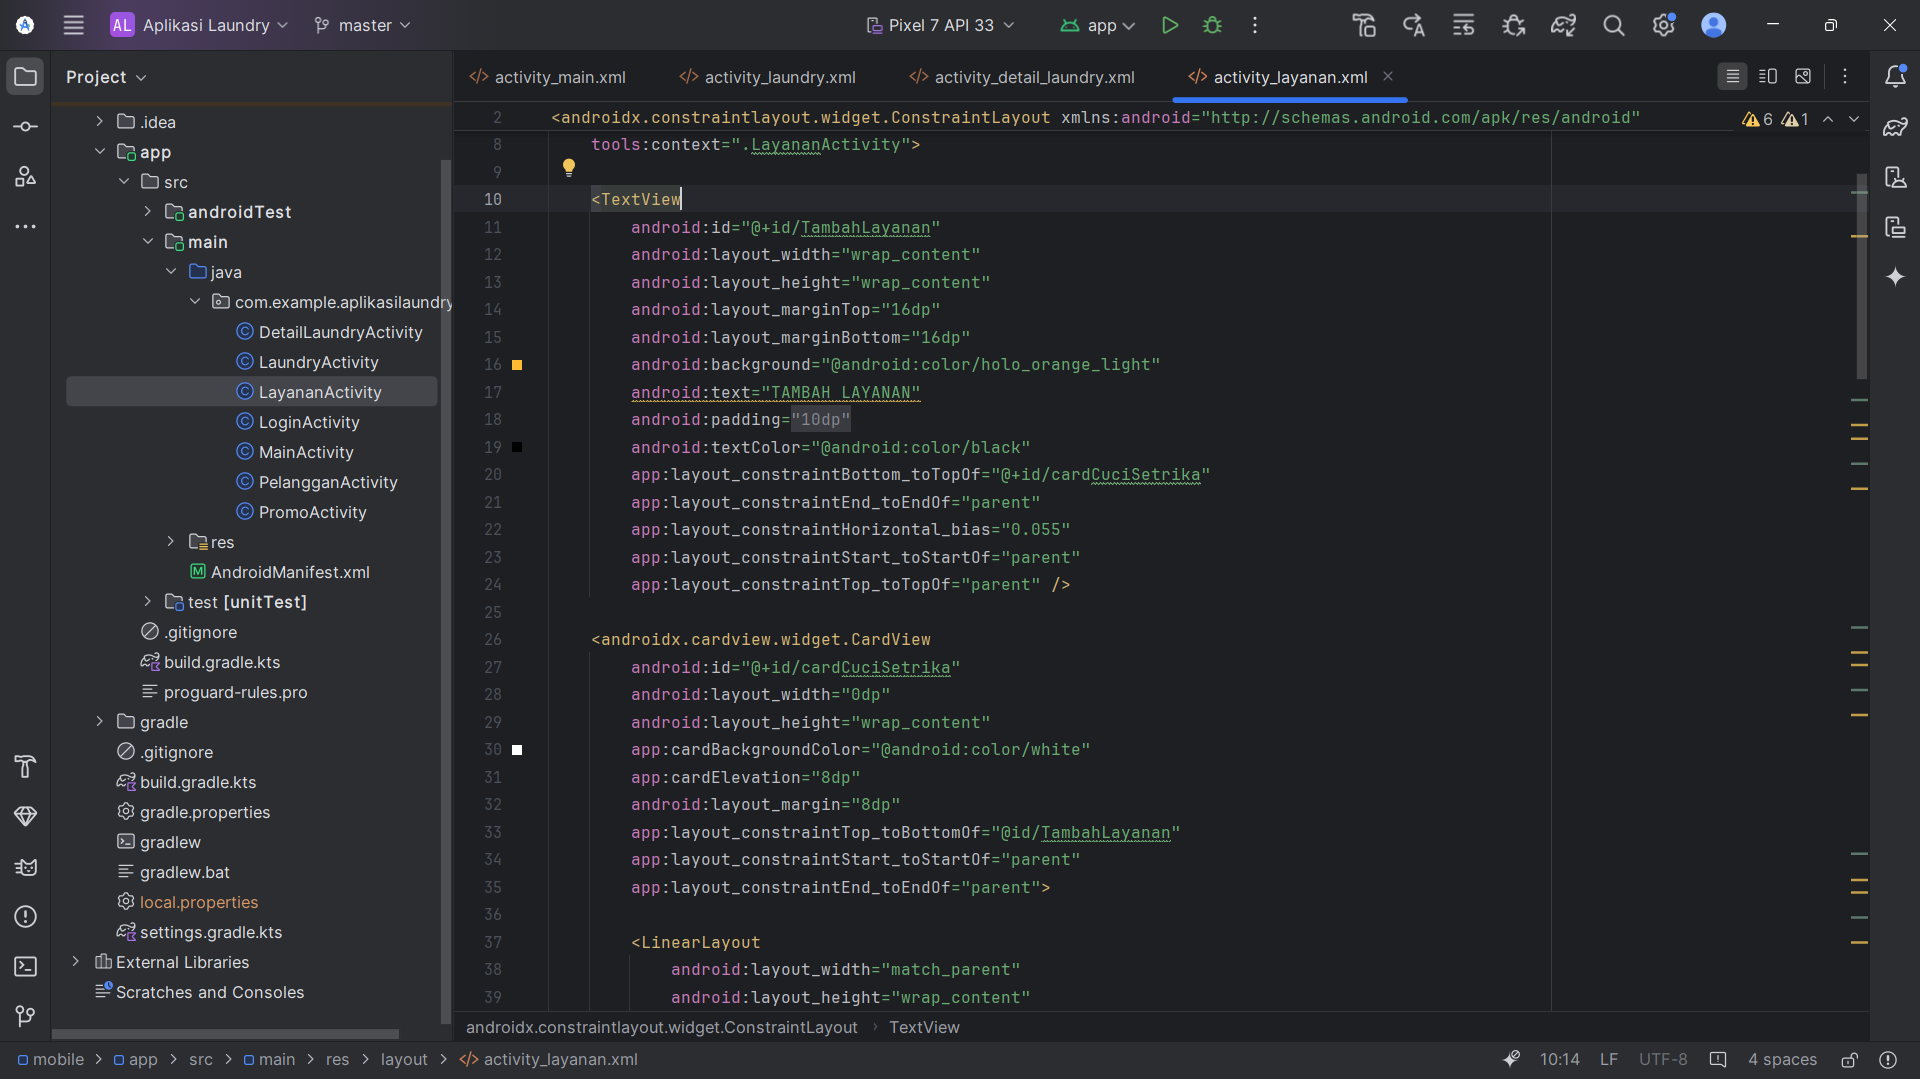 AL Aplikasi Laundry master Pixel 7 API 33 app
Project
activity_main.xml activity_laundry.xml activity_detail_laundry.xml activity_layanan.xml
.idea
app
src
androidTest
main
java
com.example.aplikasilaundry
DetailLaundryActivity
LaundryActivity
LayananActivity
LoginActivity
MainActivity
PelangganActivity
PromoActivity
res
AndroidManifest.xml
test [unitTest]
.gitignore
build.gradle.kts
proguard-rules.pro
gradle
.gitignore
build.gradle.kts
gradle.properties
gradlew
gradlew.bat
local.properties
settings.gradle.kts
External Libraries
Scratches and Consoles
2 <androidx.constraintlayout.widget.ConstraintLayout xmlns:android="http://schemas.android.com/apk/res/android" 6 1
8 tools:context=".LayananActivity">
9
10 <TextView
11 android:id="@+id/TambahLayanan"
12 android:layout_width="wrap_content"
13 android:layout_height="wrap_content"
14 android:layout_marginTop="16dp"
15 android:layout_marginBottom="16dp"
16 android:background="@android:color/holo_orange_light"
17 android:text="TAMBAH LAYANAN"
18 android:padding="10dp"
19 android:textColor="@android:color/black"
20 app:layout_constraintBottom_toTopOf="@+id/cardCuciSetrika"
21 app:layout_constraintEnd_toEndOf="parent"
22 app:layout_constraintHorizontal_bias="0.055"
23 app:layout_constraintStart_toStartOf="parent"
24 app:layout_constraintTop_toTopOf="parent" />
25
26 <androidx.cardview.widget.CardView
27 android:id="@+id/cardCuciSetrika"
28 android:layout_width="0dp"
29 android:layout_height="wrap_content"
30 app:cardBackgroundColor="@android:color/white"
31 app:cardElevation="8dp"
32 android:layout_margin="8dp"
33 app:layout_constraintTop_toBottomOf="@id/TambahLayanan"
34 app:layout_constraintStart_toStartOf="parent"
35 app:layout_constraintEnd_toEndOf="parent">
36
37 <LinearLayout
38 android:layout_width="match_parent"
39 android:layout_height="wrap_content"
androidx.constraintlayout.widget.ConstraintLayout › TextView
mobile > app > src > main > res > layout > activity_layanan.xml 10:14 LF UTF-8 4 spaces